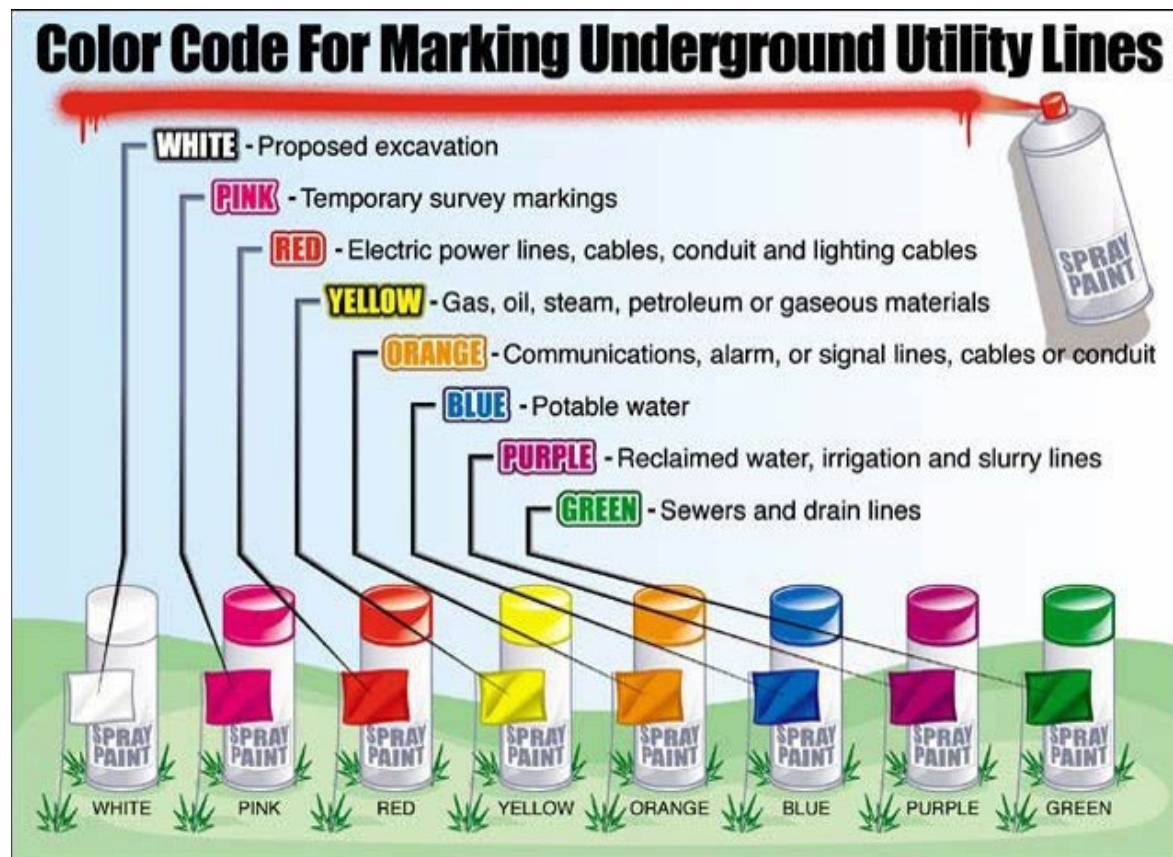 Color Code For Marking Underground Utility Lines
WHITE - Proposed excavation
PINK - Temporary survey markings
RED - Electric power lines, cables, conduit and lighting cables
YELLOW - Gas, oil, steam, petroleum or gaseous materials
ORANGE - Communications, alarm, or signal lines, cables or conduit
BLUE - Potable water
PURPLE - Reclaimed water, irrigation and slurry lines
GREEN - Sewers and drain lines
SPRAY
PAINT
SPRAY
PAINT
SPRAY
PAINT
SPRAY
PAINT
SPRAY
PAINT
SPRAY
PAINT
SPRAY
PAINT
SPRAY
PAINT
SPRAY
PAINT
WHITE
PINK
RED
YELLOW
ORANGE
BLUE
PURPLE
GREEN